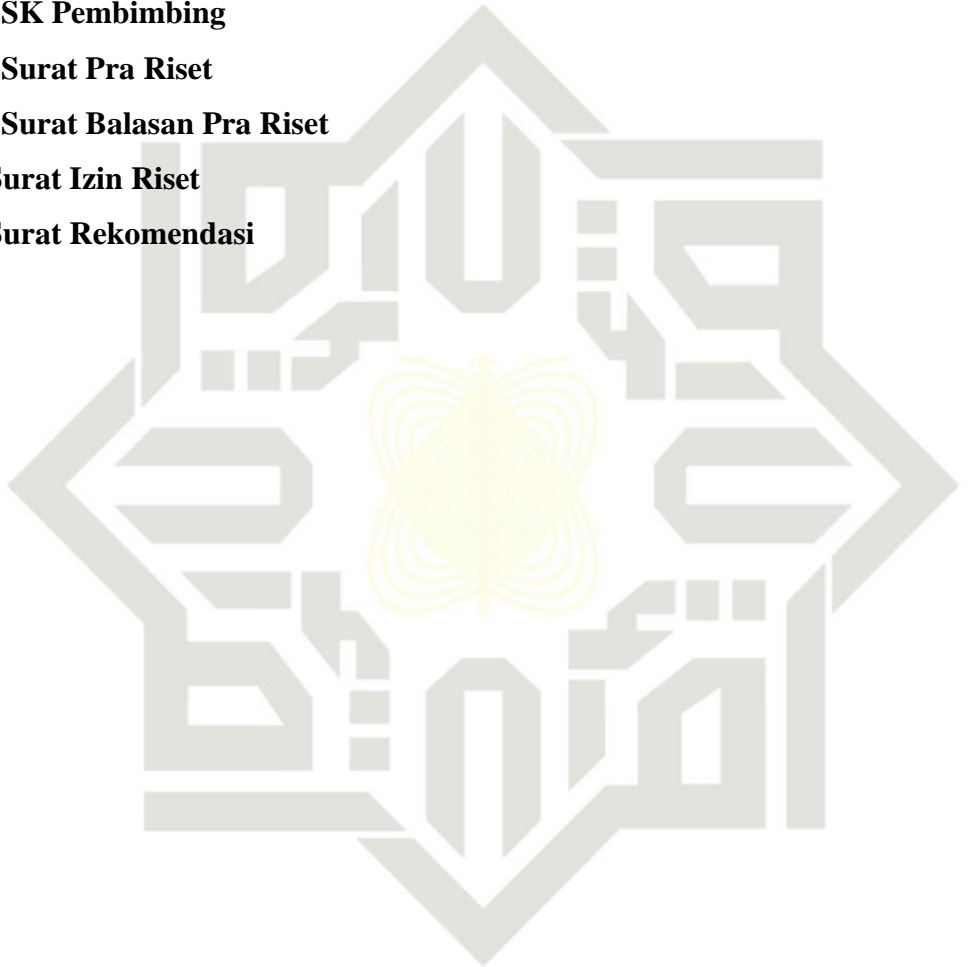 SK Pembimbing
Surat Pra Riset
Surat Balasan Pra Riset
Surat Izin Riset
Surat Rekomendasi